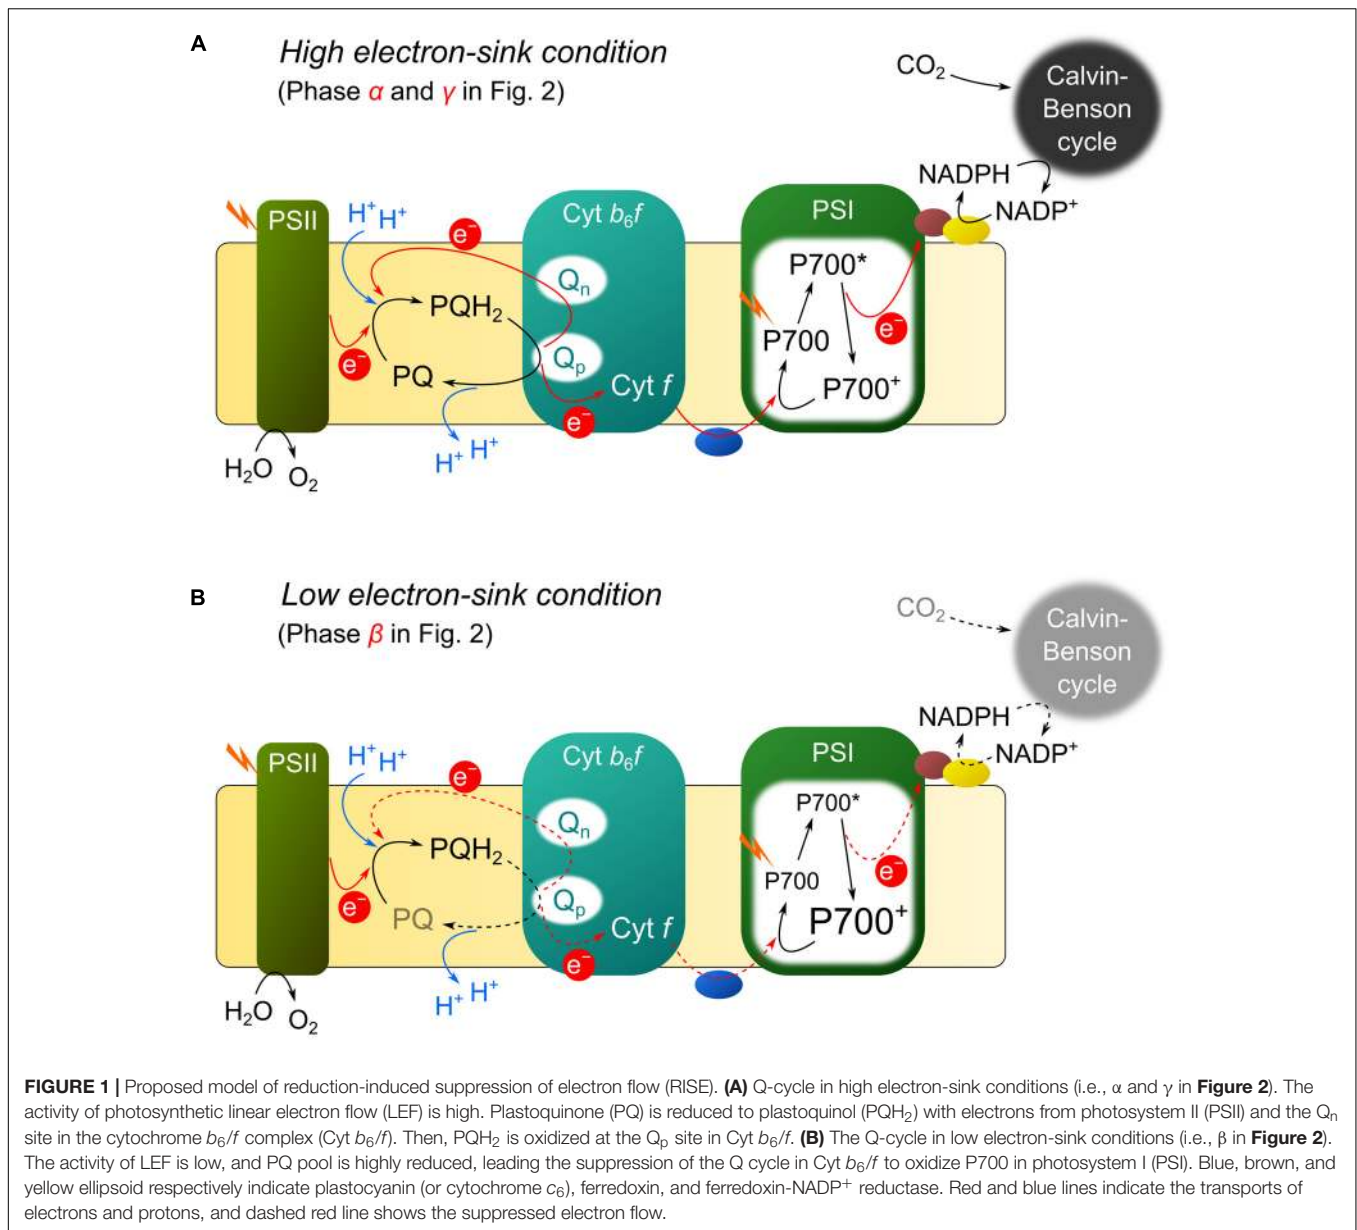 A
High electron-sink condition
(Phase α and γ in Fig. 2)
CO2
Calvin-
Benson
cycle
NADPH
NADP+
PSII
H+ H+
e−
Cyt b6f
PSI
Qn
P700*
PQH2
e−
P700
e−
Qp
PQ
Cyt f
P700+
e−
H+ H+
H2O
O2
B
Low electron-sink condition
(Phase β in Fig. 2)
CO2
Calvin-
Benson
cycle
NADPH
NADP+
PSII
H+ H+
e−
Cyt b6f
PSI
Qn
P700*
PQH2
e−
P700
e−
Qp
PQ
Cyt f
P700+
e−
H+ H+
H2O
O2
FIGURE 1 | Proposed model of reduction-induced suppression of electron flow (RISE). (A) Q-cycle in high electron-sink conditions (i.e., α and γ in Figure 2). The
activity of photosynthetic linear electron flow (LEF) is high. Plastoquinone (PQ) is reduced to plastoquinol (PQH2) with electrons from photosystem II (PSII) and the Qn
site in the cytochrome b6/f complex (Cyt b6/f). Then, PQH2 is oxidized at the Qp site in Cyt b6/f. (B) The Q-cycle in low electron-sink conditions (i.e., β in Figure 2).
The activity of LEF is low, and PQ pool is highly reduced, leading the suppression of the Q cycle in Cyt b6/f to oxidize P700 in photosystem I (PSI). Blue, brown, and
yellow ellipsoid respectively indicate plastocyanin (or cytochrome c6), ferredoxin, and ferredoxin-NADP+ reductase. Red and blue lines indicate the transports of
electrons and protons, and dashed red line shows the suppressed electron flow.